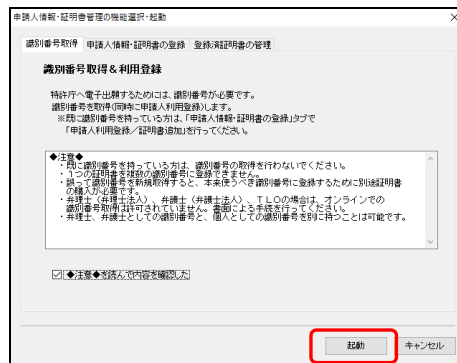 申請人情報・証明書管理の機能選択・起動
識別番号取得 申請人情報・証明書の登録 登録済証明書の管理
識別番号取得＆利用登録
特許庁へ電子出願するためには、識別番号が必要です。
識別番号を取得(同時に申請人利用登録)します。
※既に識別番号を持っている方は、「申請人情報・証明書の登録」タブで
「申請人利用登録／証明書追加」を行ってください。
◆注意◆
・既に識別番号を持っている方は、識別番号の取得を行わないでください。
・１つの証明書を複数の識別番号に登録できません。
・誤って識別番号を新規取得すると、本来使うべき識別番号に登録するために別途証明書
の購入が必要です。
・弁理士（弁理士法人）、弁護士（弁護士法人）、ＴＬＯの場合は、オンラインでの
識別番号取得は許可されていません。書面による手続を行ってください。
・弁理士、弁護士としての識別番号と、個人としての識別番号を別に持つことは可能です。
◆注意◆を読んで内容を確認した
起動 キャンセル